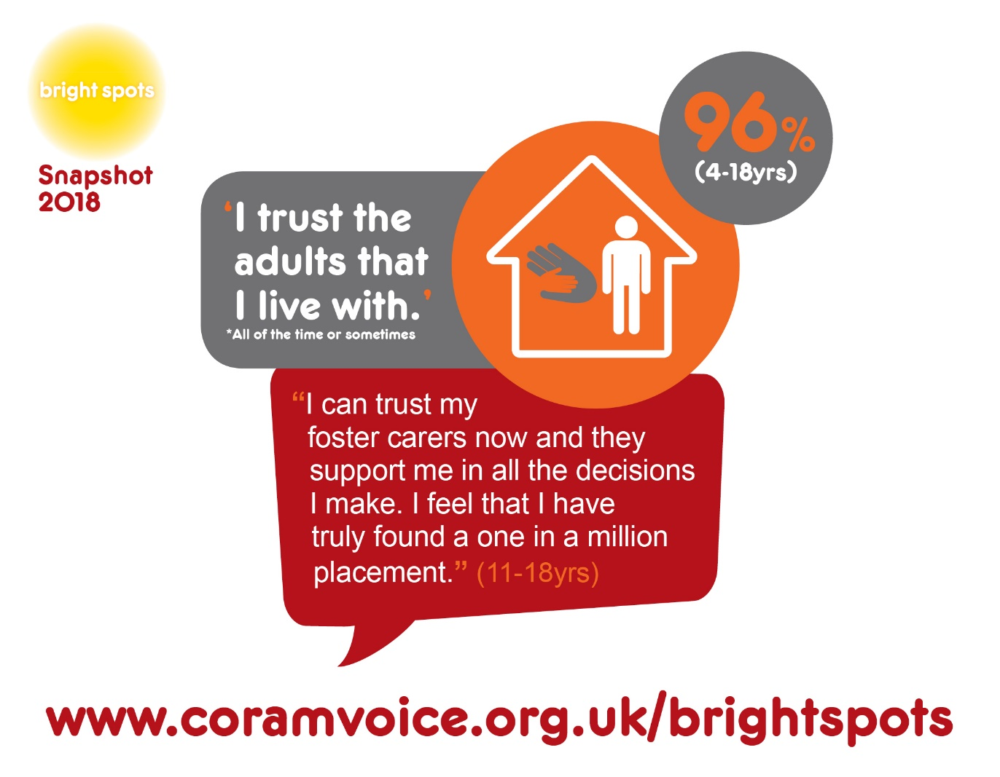 bright spots
Snapshot
2018
96%
(4-18yrs)
‘I trust the
adults that
I live with.’
*All of the time or sometimes
“I can trust my
foster carers now and they
support me in all the decisions
I make. I feel that I have
truly found a one in a million
placement.” (11-18yrs)
www.coramvoice.org.uk/brightspots